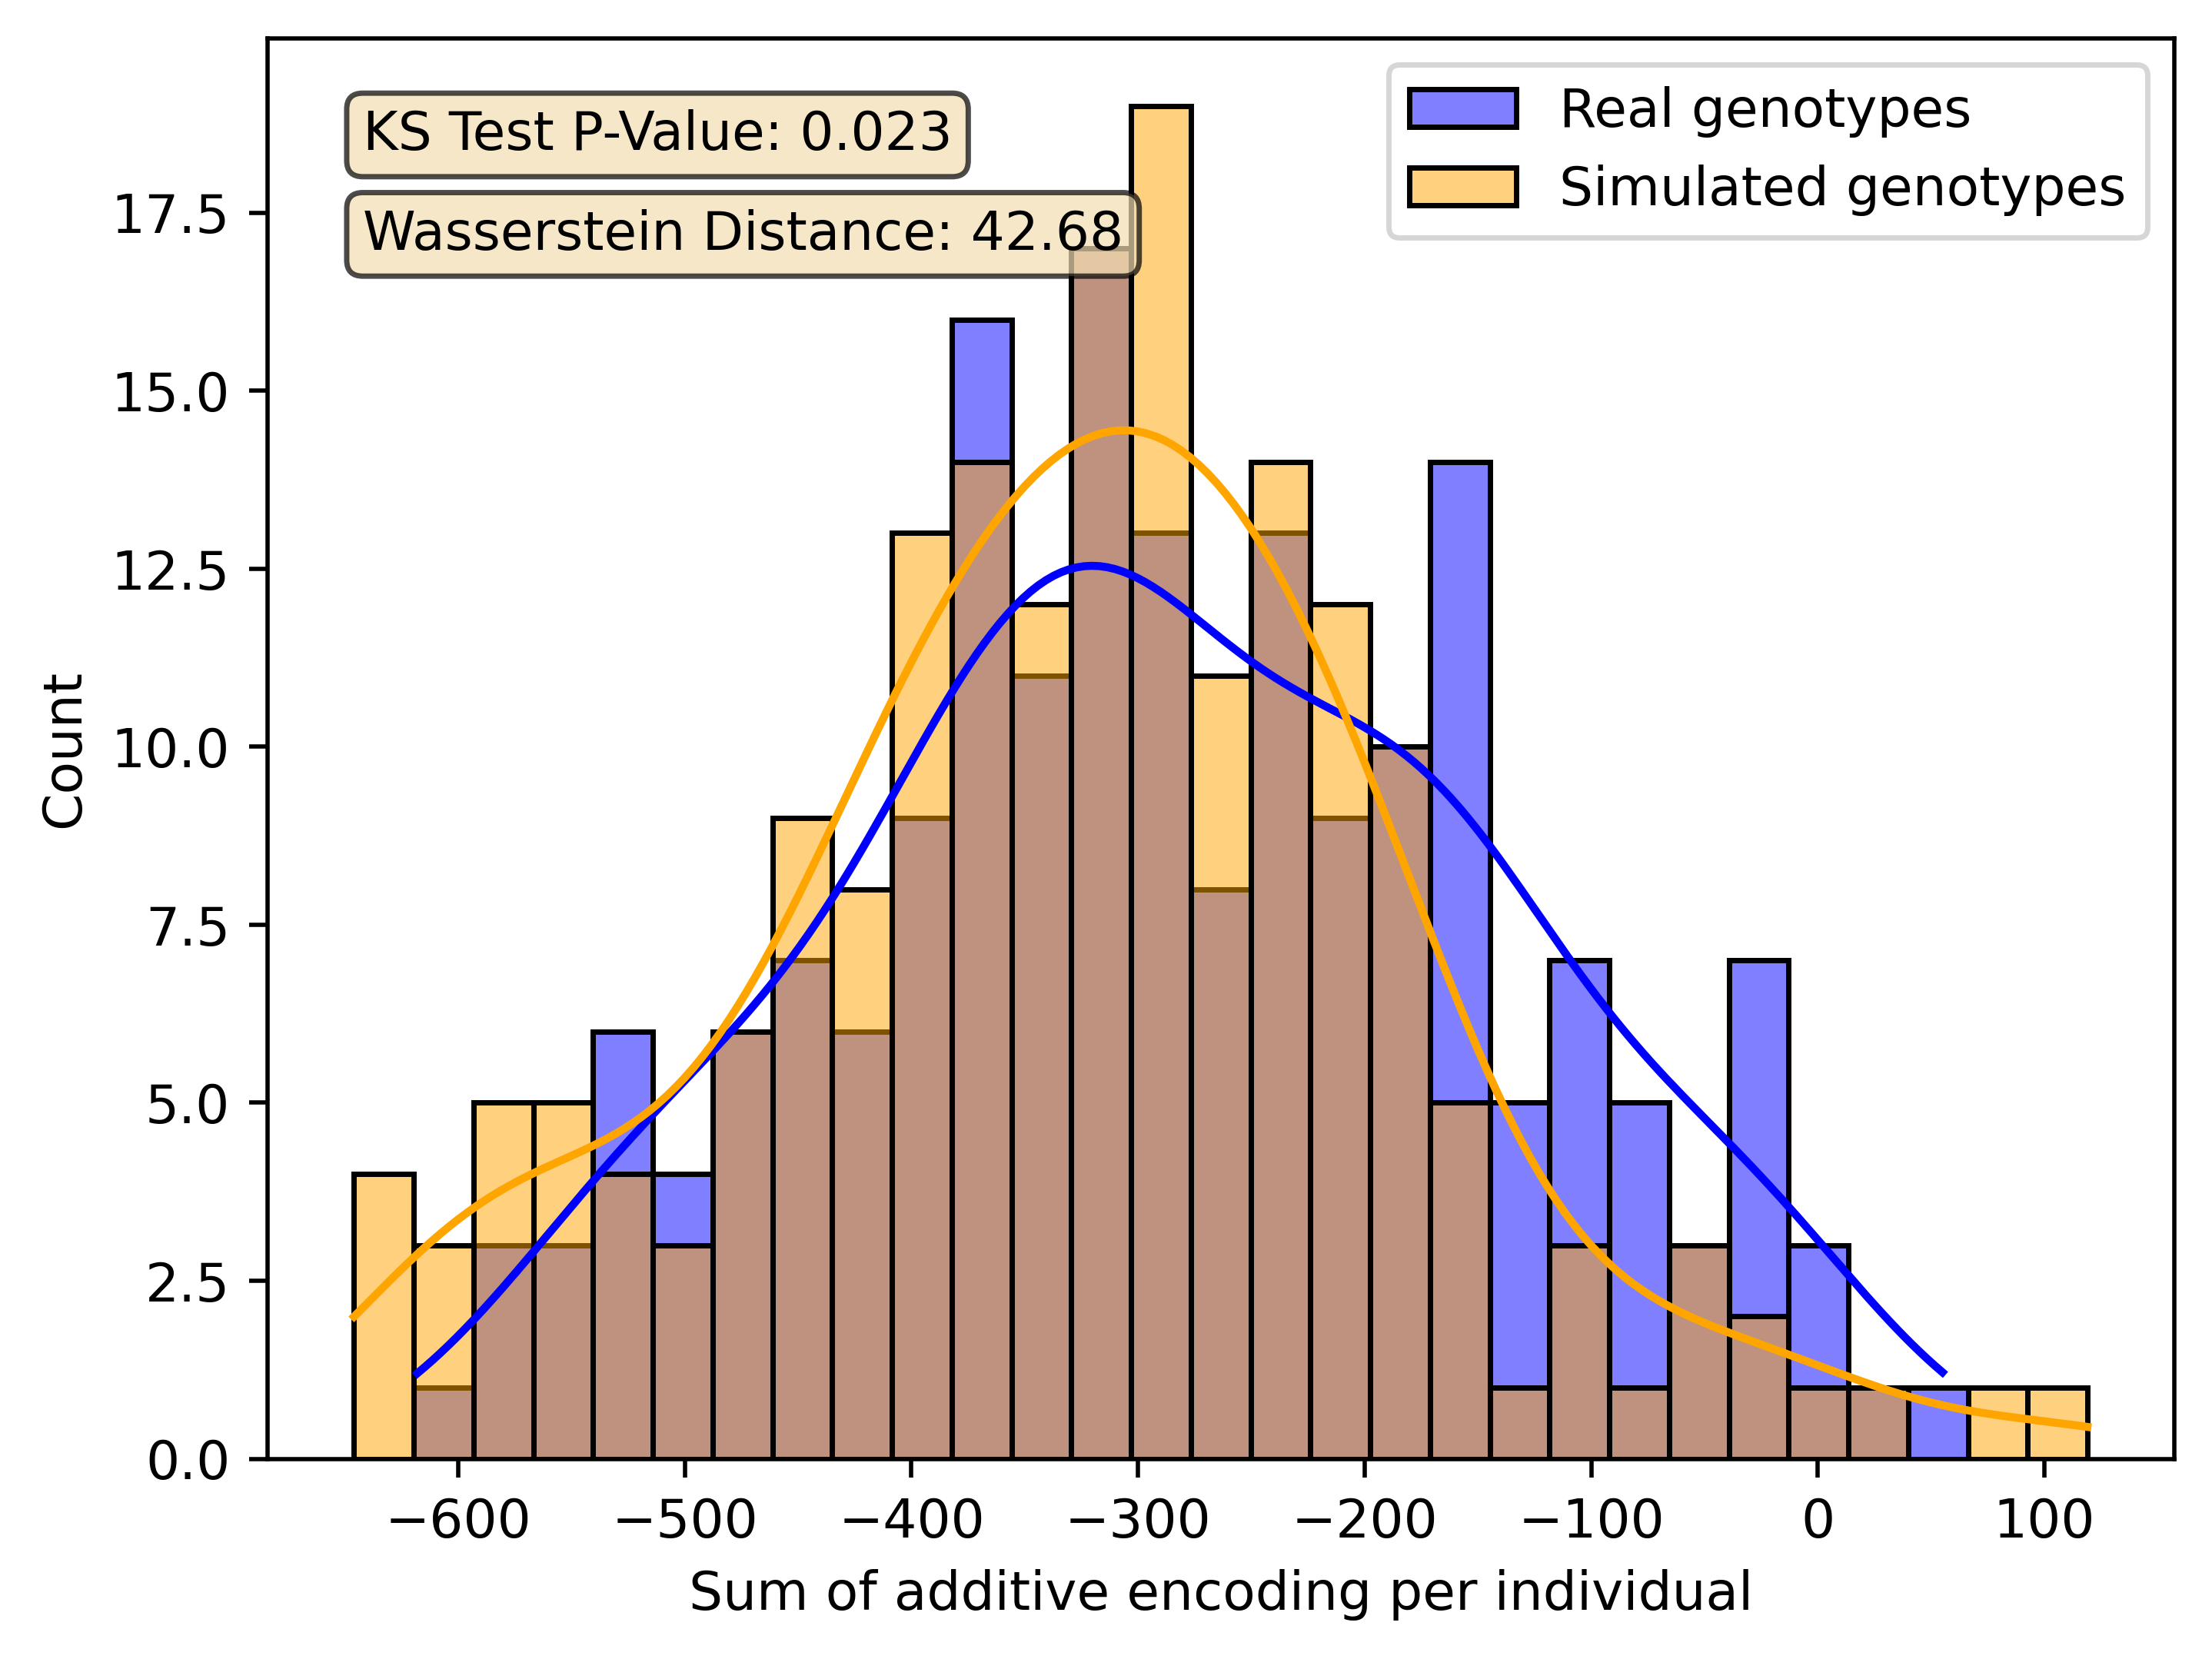 KS Test P-Value: 0.023
Wasserstein Distance: 42.68
Real genotypes
Simulated genotypes
Count
17.5
15.0
12.5
10.0
7.5
5.0
2.5
0.0
−600 −500 −400 −300 −200 −100 0 100
Sum of additive encoding per individual